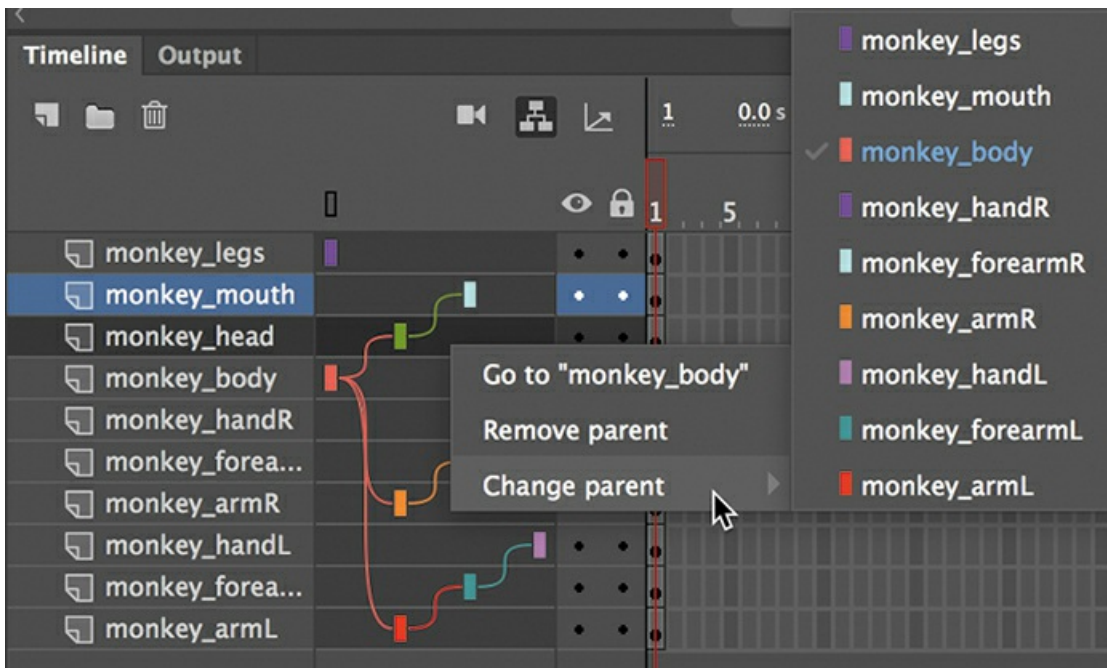 Timeline Output
1 0.0 s
1 5
monkey_legs
monkey_mouth
monkey_head
monkey_body
monkey_handR
monkey_forea...
monkey_armR
monkey_handL
monkey_forea...
monkey_armL
Go to "monkey_body"
Remove parent
Change parent
monkey_legs
monkey_mouth
monkey_body
monkey_handR
monkey_forearmR
monkey_armR
monkey_handL
monkey_forearmL
monkey_armL